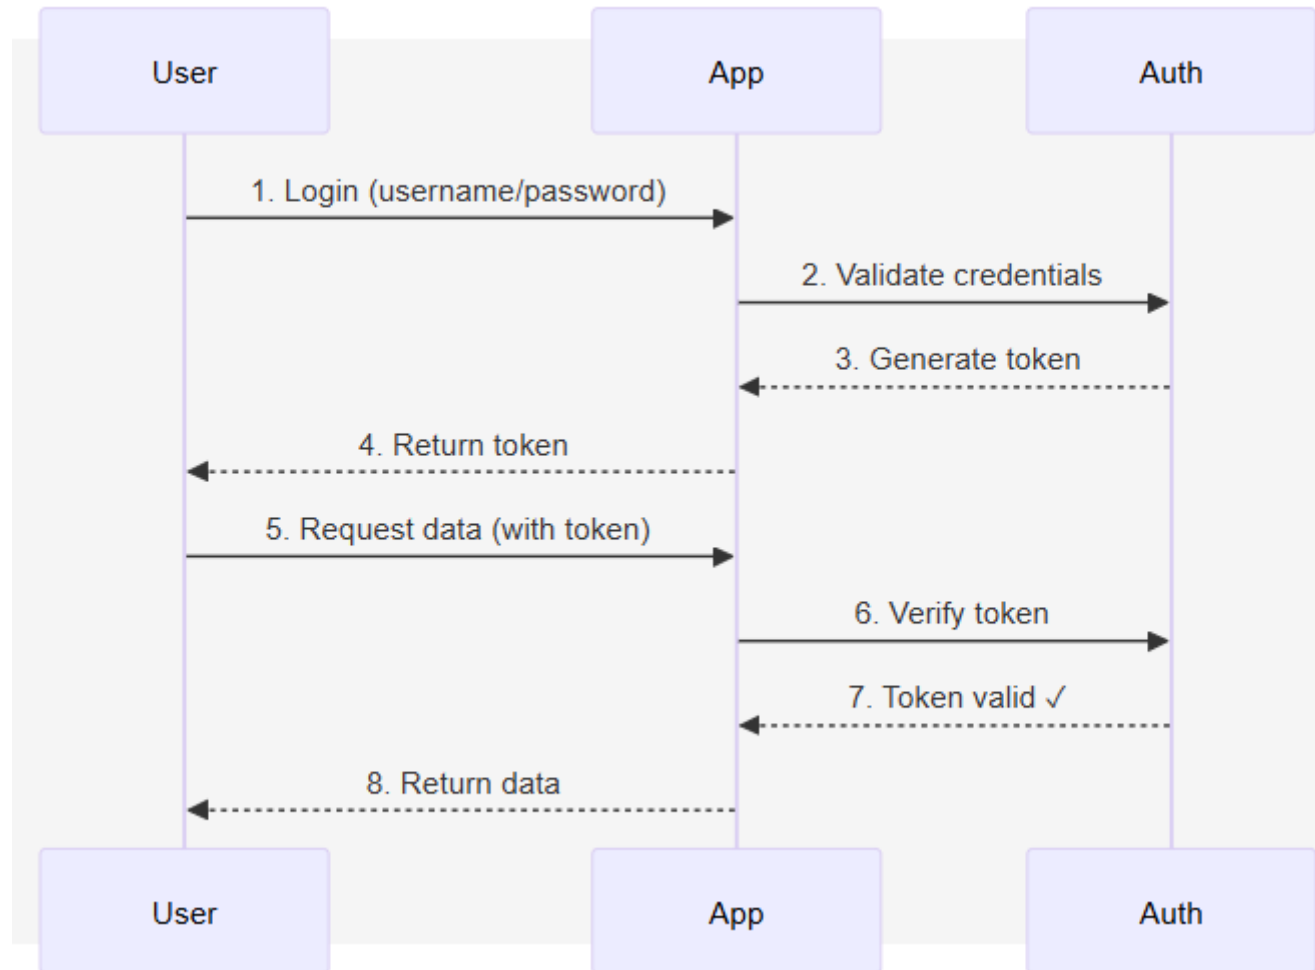 User
App
Auth
1. Login (username/password)
2. Validate credentials
3. Generate token
4. Return token
5. Request data (with token)
6. Verify token
7. Token valid ✓
8. Return data
User
App
Auth